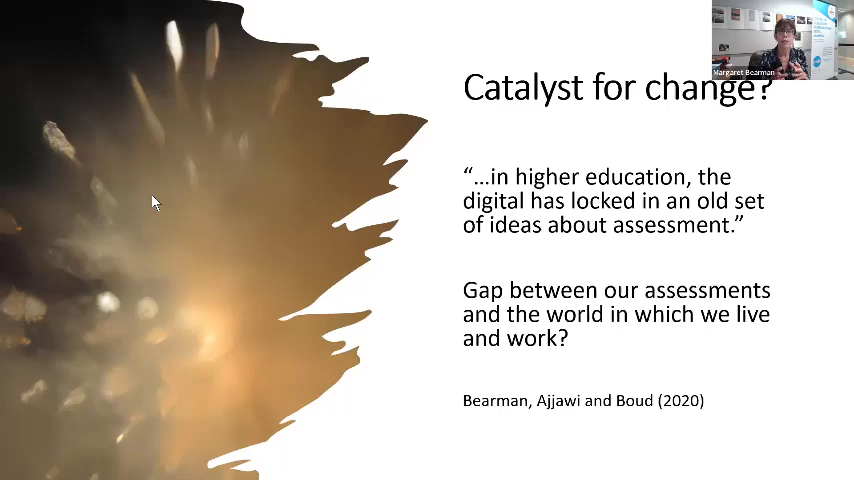 Catalyst for change?
Margaret Bearman
“...in higher education, the
digital has locked in an old set
of ideas about assessment.”
Gap between our assessments
and the world in which we live
and work?
Bearman, Ajjawi and Boud (2020)